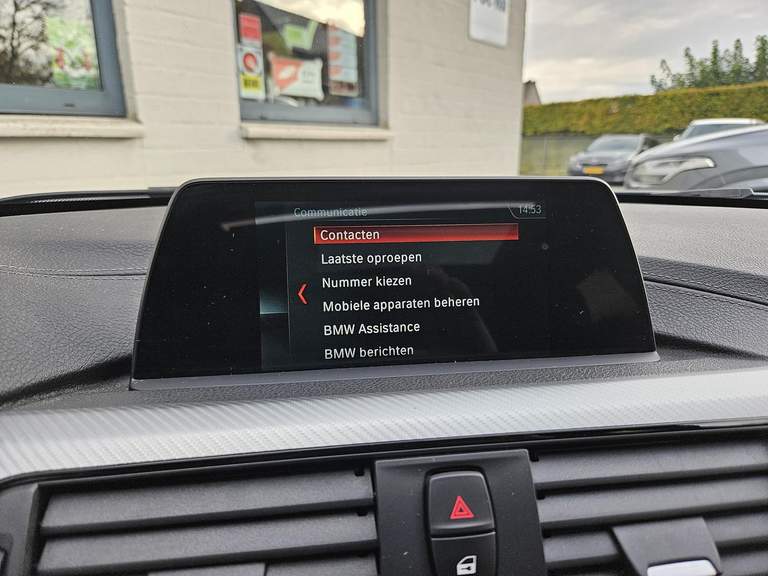 Communicatie 14:53
Contacten
Laatste oproepen
Nummer kiezen
Mobiele apparaten beheren
BMW Assistance
BMW berichten